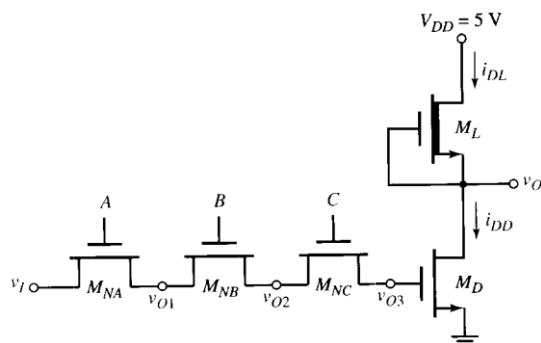 V_DD = 5 V
i_DL
M_L
v_O
i_DD
A
B
C
v_I
M_NA
v_O1
M_NB
v_O2
M_NC
v_O3
M_D